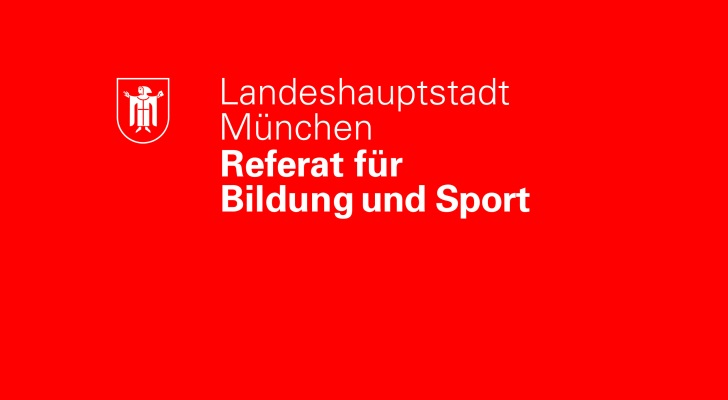 Landeshauptstadt
München
Referat für
Bildung und Sport